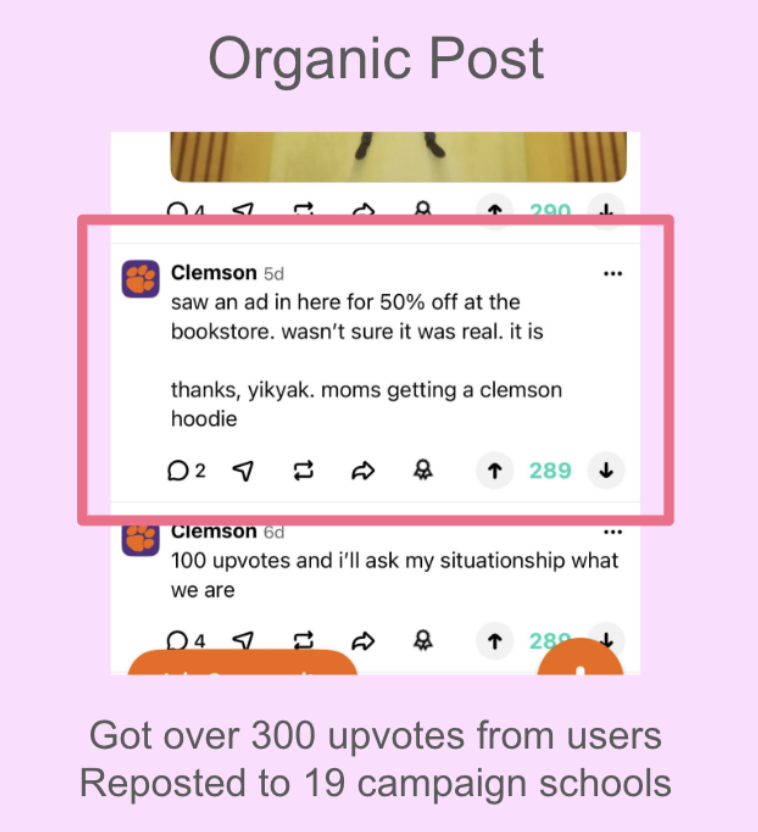 Organic Post
4
290
Clemson 5d
saw an ad in here for 50% off at the
bookstore. wasn't sure it was real. it is
thanks, yikyak. moms getting a clemson
hoodie
2
289
Clemson 6d
100 upvotes and i'll ask my situationship what
we are
4
289
Got over 300 upvotes from users
Reposted to 19 campaign schools